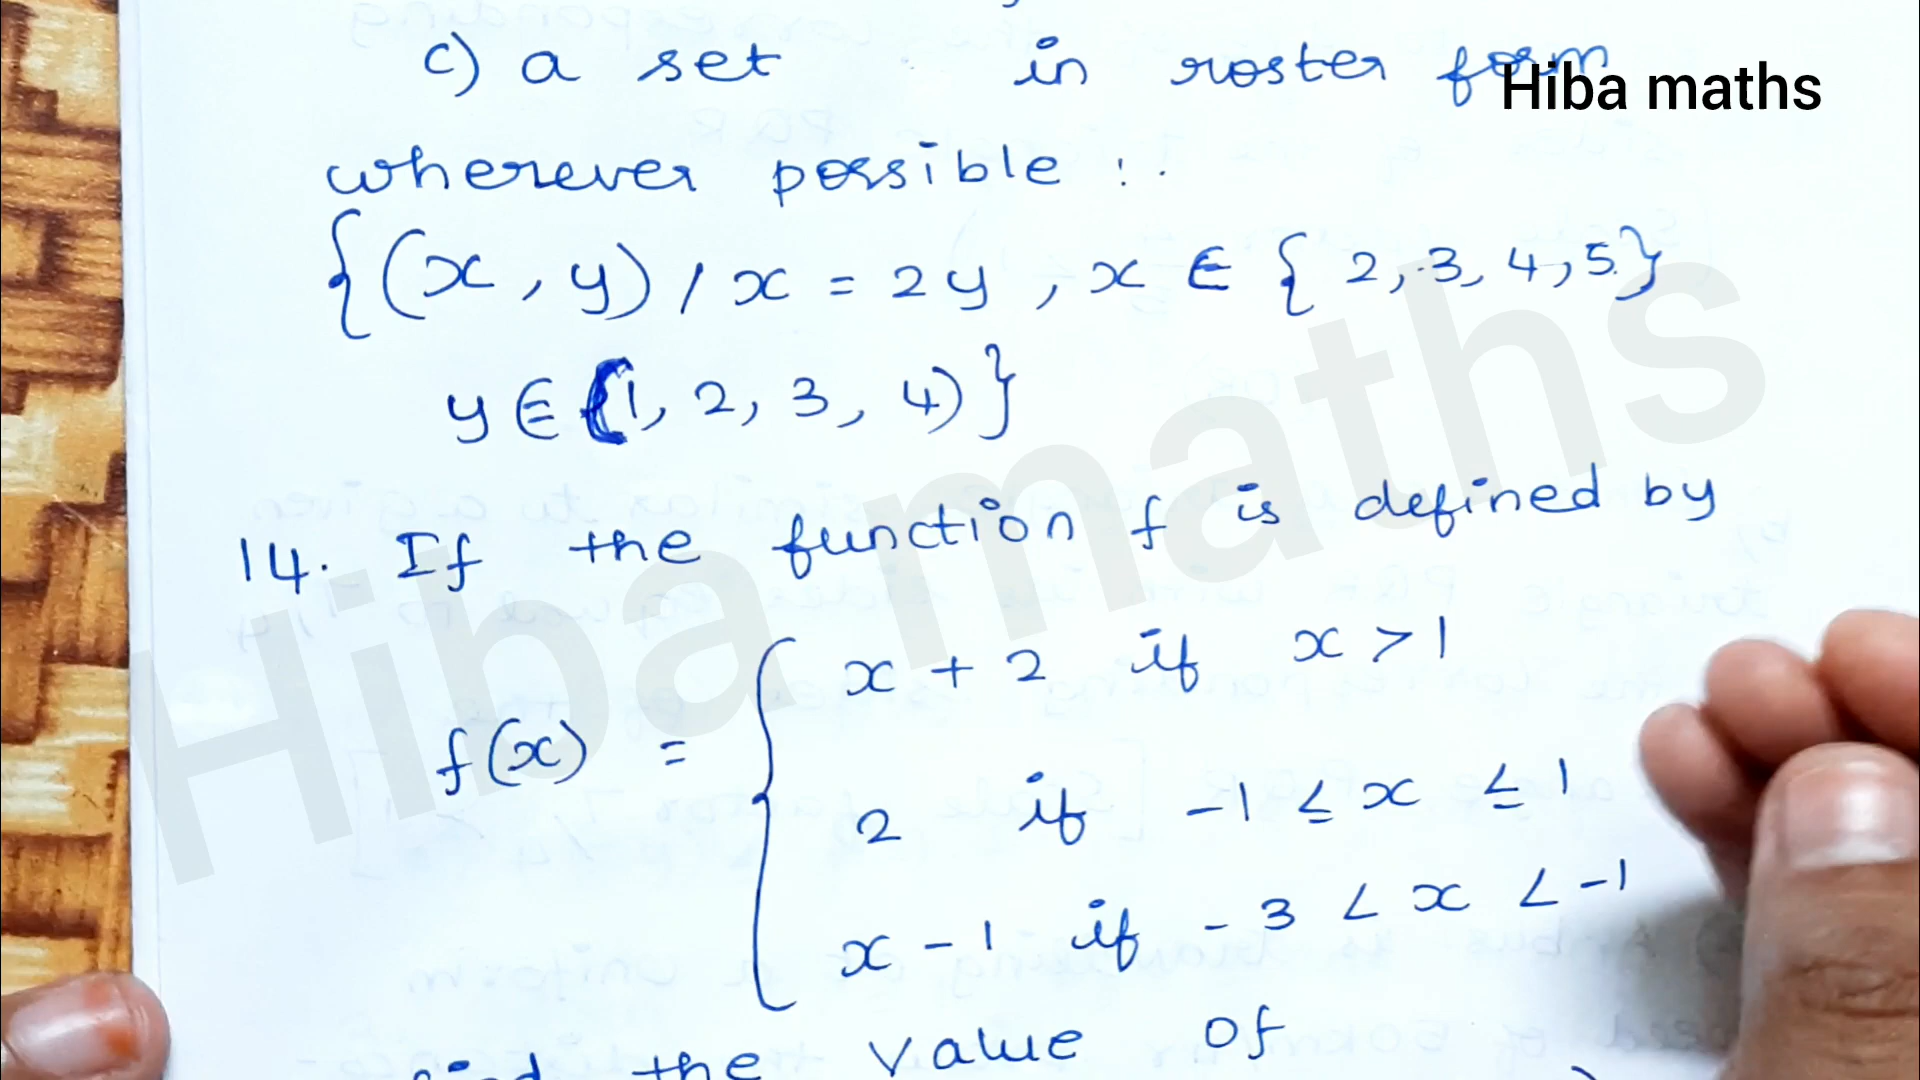 c) a set in roster form
Hiba maths
wherever possible :
{(x, y) / x = 2y, x ∈ { 2, 3, 4, 5}
y ∈ {1, 2, 3, 4)}
14. If the function f is defined by
f(x) = { x + 2 if x > 1
2 if -1 ≤ x ≤ 1
x - 1 if - 3 < x < -1
the value of
Hiba maths